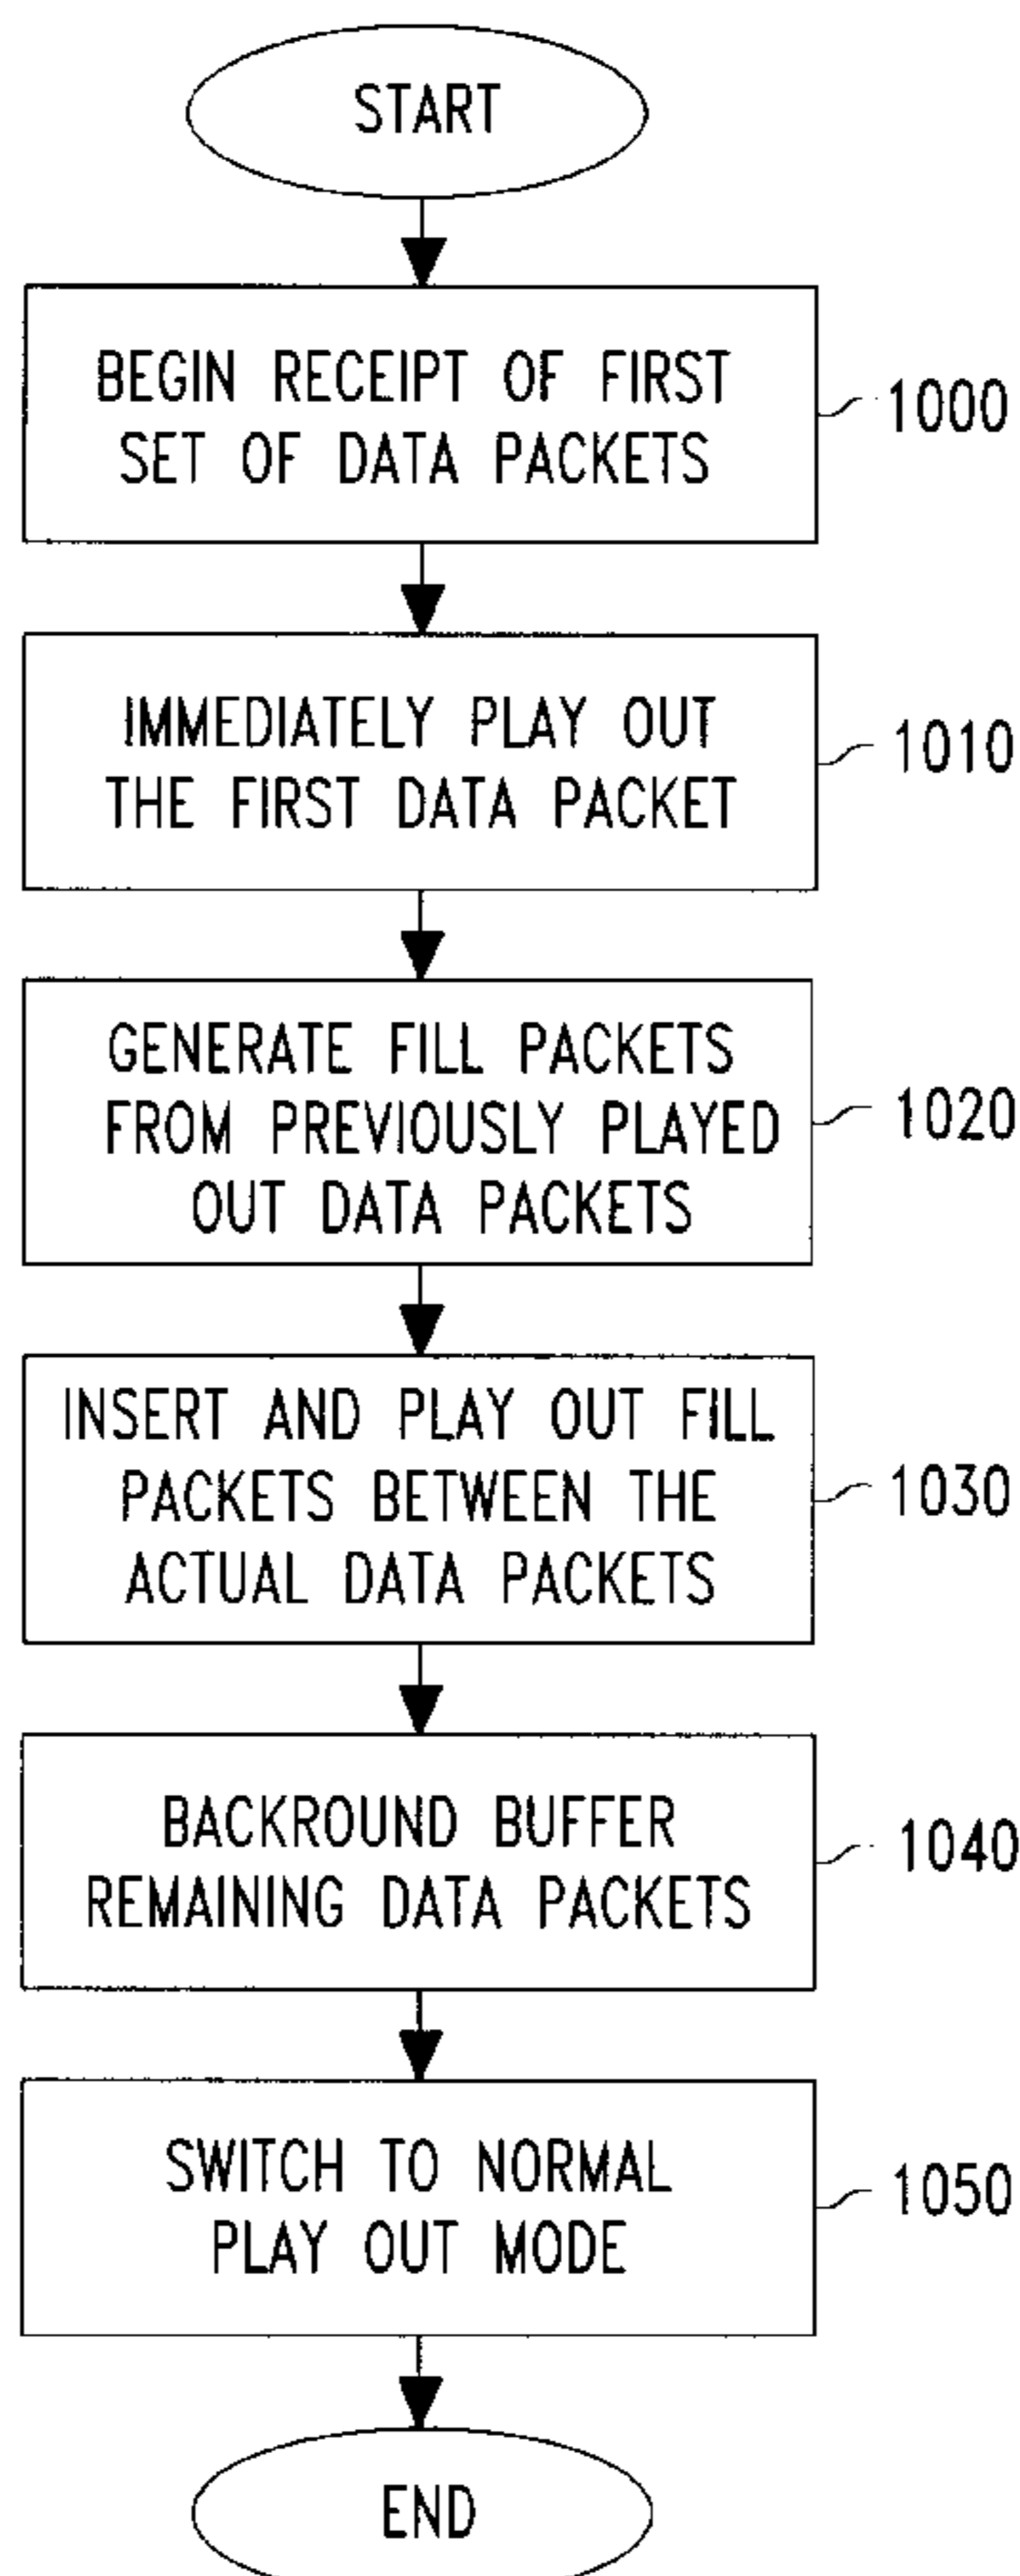 START
BEGIN RECEIPT OF FIRST
SET OF DATA PACKETS
1000
IMMEDIATELY PLAY OUT
THE FIRST DATA PACKET
1010
GENERATE FILL PACKETS
FROM PREVIOUSLY PLAYED
OUT DATA PACKETS
1020
INSERT AND PLAY OUT FILL
PACKETS BETWEEN THE
ACTUAL DATA PACKETS
1030
BACKROUND BUFFER
REMAINING DATA PACKETS
1040
SWITCH TO NORMAL
PLAY OUT MODE
1050
END